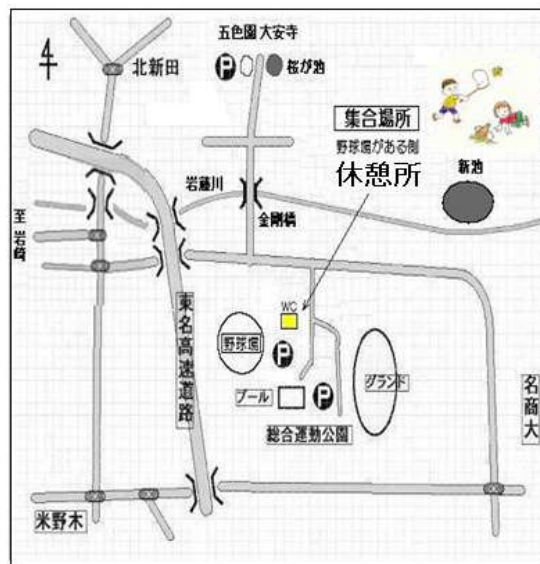 五色園 大安寺
北新田
P
桜が池
集合場所
野球場がある側
休憩所
新池
岩藤川
金剛橋
至 岩崎
東名高速道路
WC
野球場
P
グランド
プール
P
総合運動公園
名商大
米野木